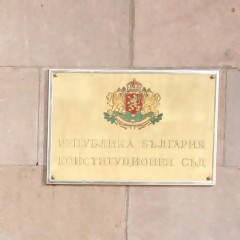 РЕПУБЛИКА БЪЛГАРИЯ
КОНСТИТУЦИОНЕН СЪД